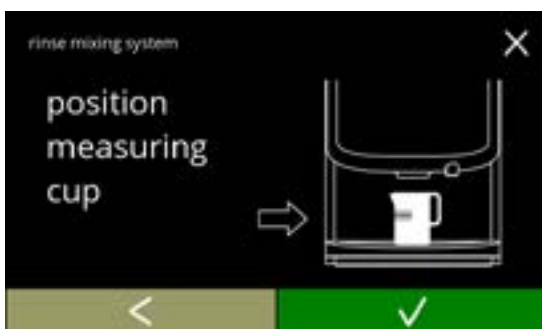 rinse mixing system
position
measuring
cup